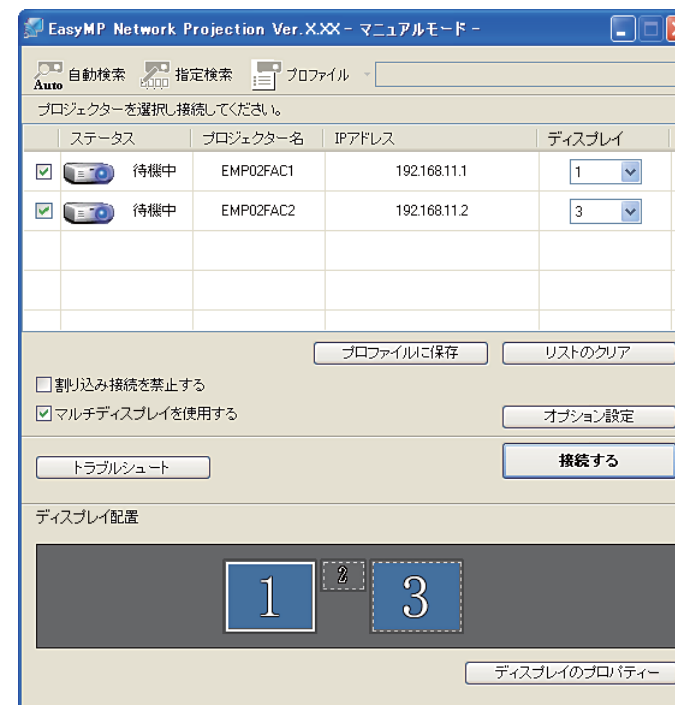 EasyMP Network Projection Ver.X.XX - マニュアルモード -
Auto 自動検索 指定検索 プロファイル
プロジェクターを選択し接続してください。
ステータス プロジェクター名 IPアドレス ディスプレイ
待機中 EMP02FAC1 192.168.11.1 1
待機中 EMP02FAC2 192.168.11.2 3
プロファイルに保存 リストのクリア
割り込み接続を禁止する
マルチディスプレイを使用する オプション設定
トラブルシュート 接続する
ディスプレイ配置
1 2 3
ディスプレイのプロパティー